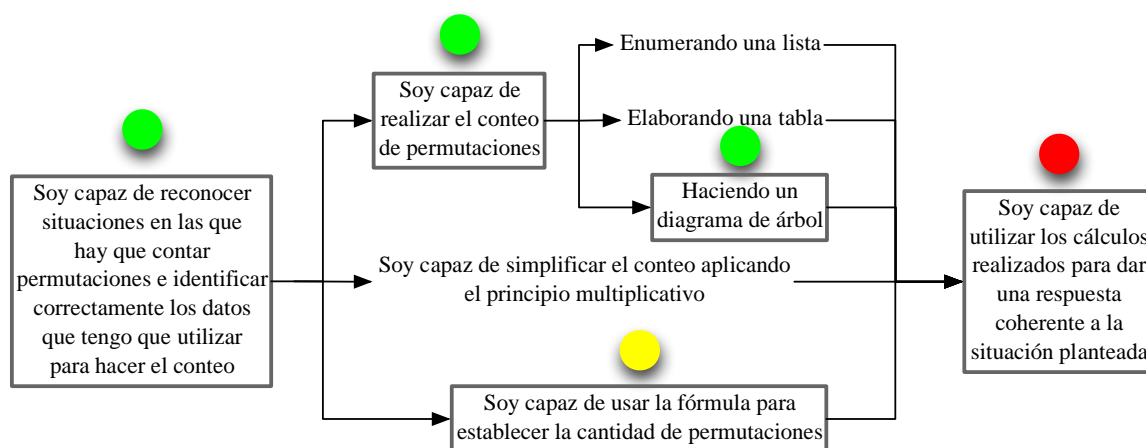 Soy capaz de reconocer
situaciones en las que
hay que contar
permutaciones e identificar
correctamente los datos
que tengo que utilizar
para hacer el conteo
Soy capaz de
realizar el conteo
de permutaciones
Enumerando una lista
Elaborando una tabla
Haciendo un
diagrama de árbol
Soy capaz de simplificar el conteo aplicando
el principio multiplicativo
Soy capaz de usar la fórmula para
establecer la cantidad de permutaciones
Soy capaz de
utilizar los cálculos
realizados para dar
una respuesta
coherente a la
situación planteada